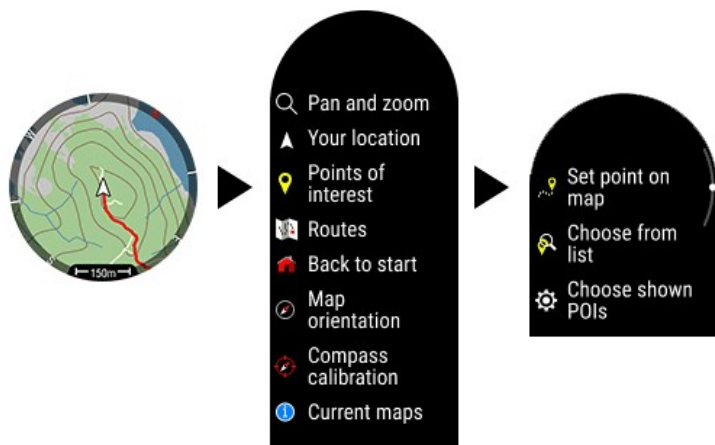 150m
Pan and zoom
Your location
Points of
interest
Routes
Back to start
Map
orientation
Compass
calibration
Current maps
Set point on
map
Choose from
list
Choose shown
POIs